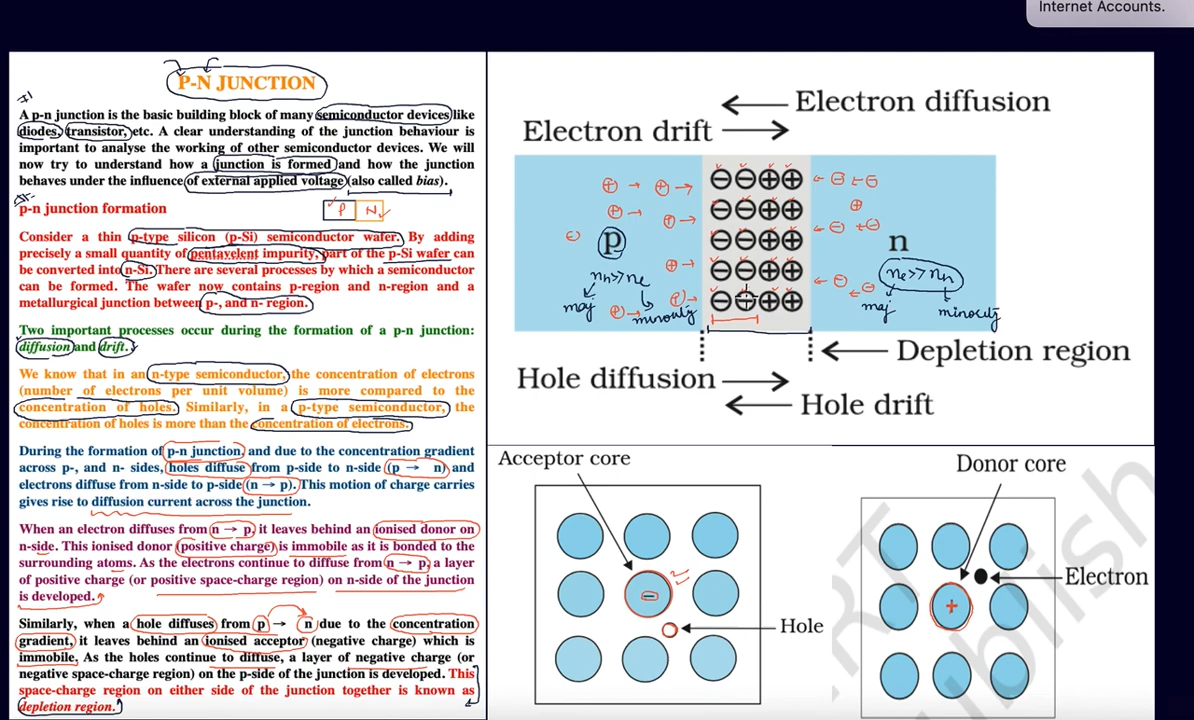 Internet Accounts.
P-N JUNCTION
A p-n junction is the basic building block of many semiconductor devices like
diodes, transistor, etc. A clear understanding of the junction behaviour is
important to analyse the working of other semiconductor devices. We will
now try to understand how a junction is formed and how the junction
behaves under the influence of external applied voltage (also called bias).
p-n junction formation
P N
Consider a thin p-type silicon (p-Si) semiconductor wafer. By adding
precisely a small quantity of pentavelent impurity, part of the p-Si wafer can
be converted into n-Si. There are several processes by which a semiconductor
can be formed. The wafer now contains p-region and n-region and a
metallurgical junction between p-, and n- region.
Two important processes occur during the formation of a p-n junction:
diffusion and drift.
We know that in an n-type semiconductor, the concentration of electrons
(number of electrons per unit volume) is more compared to the
concentration of holes. Similarly, in a p-type semiconductor, the
concentration of holes is more than the concentration of electrons.
During the formation of p-n junction, and due to the concentration gradient
across p-, and n- sides, holes diffuse from p-side to n-side (p → n) and
electrons diffuse from n-side to p-side (n → p). This motion of charge carries
gives rise to diffusion current across the junction.
When an electron diffuses from n → p, it leaves behind an ionised donor on
n-side. This ionised donor (positive charge) is immobile as it is bonded to the
surrounding atoms. As the electrons continue to diffuse from n → p, a layer
of positive charge (or positive space-charge region) on n-side of the junction
is developed.
Similarly, when a hole diffuses from p → n due to the concentration
gradient, it leaves behind an ionised acceptor (negative charge) which is
immobile. As the holes continue to diffuse, a layer of negative charge (or
negative space-charge region) on the p-side of the junction is developed. This
space-charge region on either side of the junction together is known as
depletion region.
← Electron diffusion
Electron drift →
p
n
nh>>ne
maj minority
ne>>nh
maj minority
← Depletion region
Hole diffusion →
← Hole drift
Acceptor core
−
Hole
Donor core
Electron
+